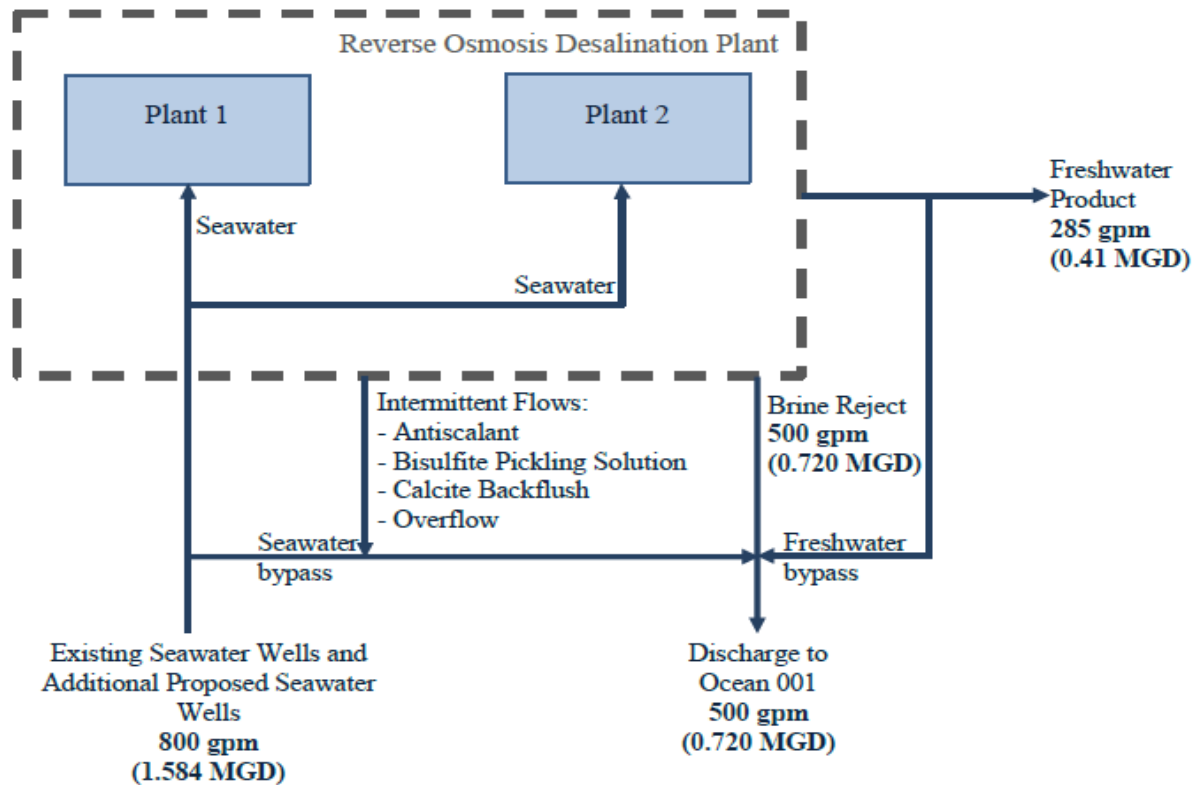 Reverse Osmosis Desalination Plant
Plant 1
Plant 2
Seawater
Seawater
Freshwater
Product
285 gpm
(0.41 MGD)
Intermittent Flows:
- Antiscalant
- Bisulfite Pickling Solution
- Calcite Backflush
- Overflow
Brine Reject
500 gpm
(0.720 MGD)
Seawater
bypass
Freshwater
bypass
Existing Seawater Wells and
Additional Proposed Seawater
Wells
800 gpm
(1.584 MGD)
Discharge to
Ocean 001
500 gpm
(0.720 MGD)